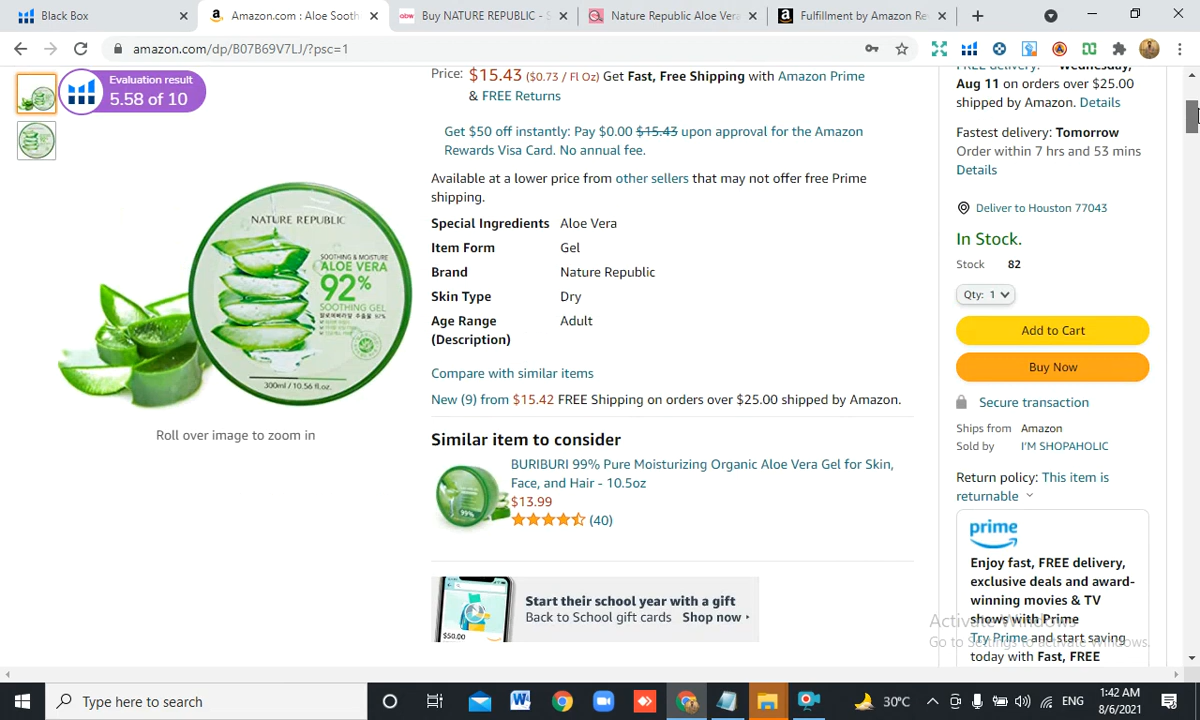 Black Box
Amazon.com : Aloe Sooth
abw
Buy NATURE REPUBLIC - S
Nature Republic Aloe Vera
Fulfillment by Amazon Re
amazon.com/dp/B07B69V7LJ/?psc=1
Evaluation result
5.58 of 10
NATURE REPUBLIC
SOOTHING & MOISTURE
ALOE VERA
92%
SOOTHING GEL
300ml / 10.56 fl.oz.
Roll over image to zoom in
Price: $15.43 ($0.73 / Fl Oz) Get Fast, Free Shipping with Amazon Prime
& FREE Returns
Get $50 off instantly: Pay $0.00 $15.43 upon approval for the Amazon
Rewards Visa Card. No annual fee.
Available at a lower price from other sellers that may not offer free Prime
shipping.
Special Ingredients Aloe Vera
Item Form Gel
Brand Nature Republic
Skin Type Dry
Age Range Adult
(Description)
Compare with similar items
New (9) from $15.42 FREE Shipping on orders over $25.00 shipped by Amazon.
Similar item to consider
BURIBURI 99% Pure Moisturizing Organic Aloe Vera Gel for Skin,
Face, and Hair - 10.5oz
$13.99
(40)
99%
Start their school year with a gift
Back to School gift cards Shop now
$50.00
FREE delivery: Wednesday,
Aug 11 on orders over $25.00
shipped by Amazon. Details
Fastest delivery: Tomorrow
Order within 7 hrs and 53 mins
Details
Deliver to Houston 77043
In Stock.
Stock 82
Qty: 1
Add to Cart
Buy Now
Secure transaction
Ships from Amazon
Sold by I'M SHOPAHOLIC
Return policy: This item is
returnable
prime
Enjoy fast, FREE delivery,
exclusive deals and award-
winning movies & TV
shows with Prime
Try Prime and start saving
today with Fast, FREE
Activate Windows
Go to Settings to activate Windows.
Type here to search
30°C
ENG
1:42 AM
8/6/2021